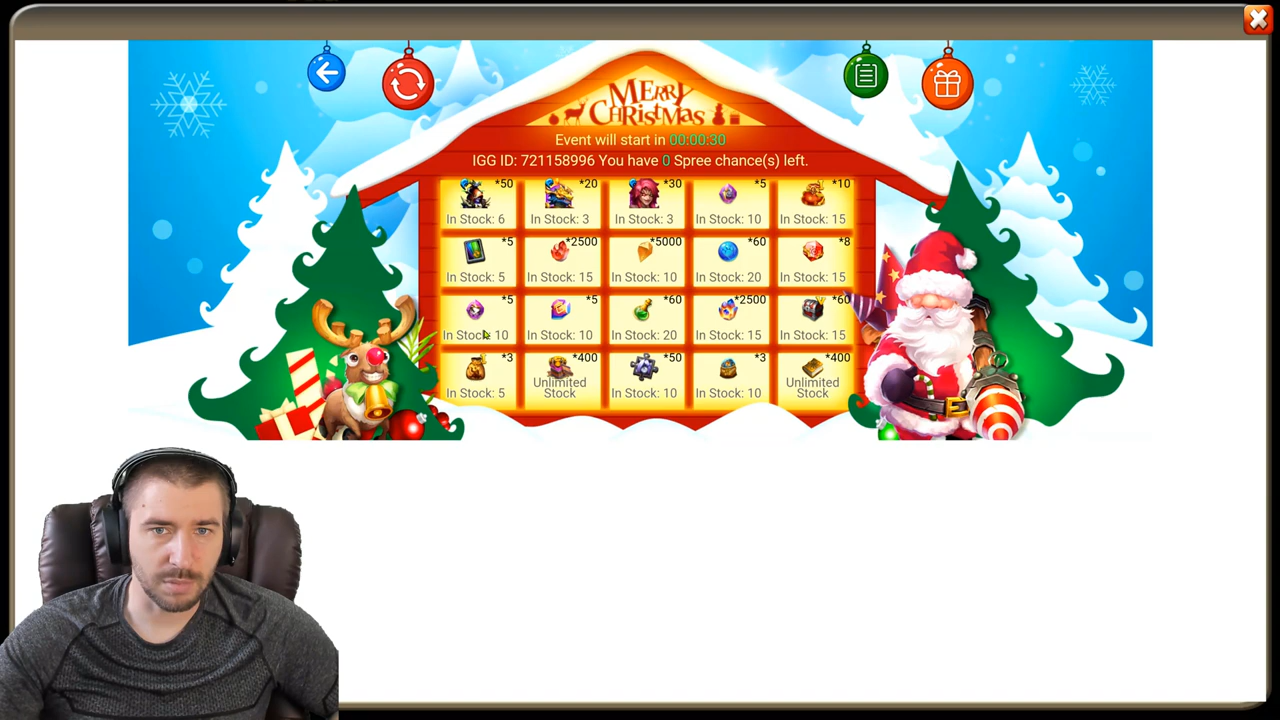 MERRY
CHRISTMAS
Event will start in 00:00:30
IGG ID: 721158996 You have 0 Spree chance(s) left.
*50 *20 *30 *5 *10
In Stock: 6 In Stock: 3 In Stock: 3 In Stock: 10 In Stock: 15
*5 *2500 *5000 *60 *8
In Stock: 5 In Stock: 15 In Stock: 10 In Stock: 20 In Stock: 15
*5 *5 *60 *2500 *60
In Stock: 10 In Stock: 10 In Stock: 20 In Stock: 15 In Stock: 15
*3 *400 *50 *3 *400
In Stock: 5 Unlimited Stock In Stock: 10 In Stock: 10 Unlimited Stock